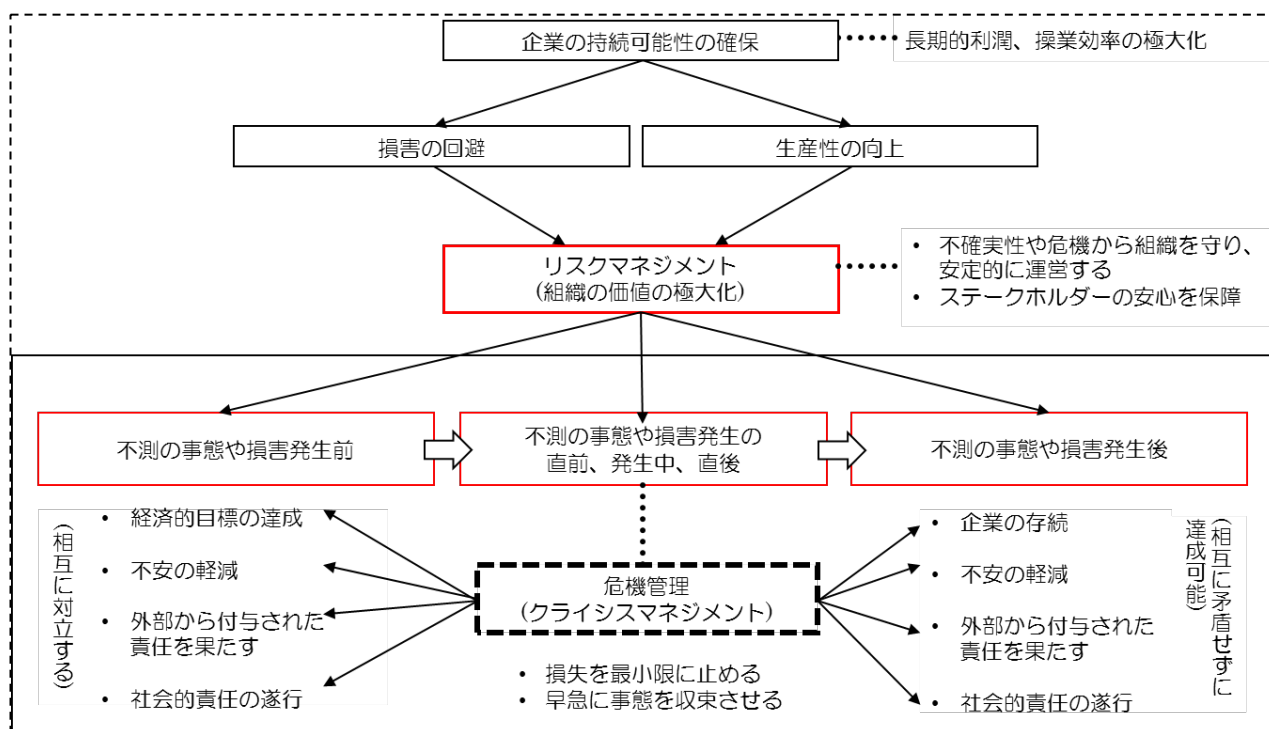 企業の持続可能性の確保
長期的利潤、操業効率の極大化
損害の回避
生産性の向上
リスクマネジメント
(組織の価値の極大化)
• 不確実性や危機から組織を守り、
安定的に運営する
• ステークホルダーの安心を保障
不測の事態や損害発生前
不測の事態や損害発生の
直前、発生中、直後
不測の事態や損害発生後
(相互に対立する)
• 経済的目標の達成
• 不安の軽減
• 外部から付与された
責任を果たす
• 社会的責任の遂行
危機管理
(クライシスマネジメント)
• 損失を最小限に止める
• 早急に事態を収束させる
• 企業の存続
• 不安の軽減
• 外部から付与された
責任を果たす
• 社会的責任の遂行
(相互に矛盾せずに
達成可能)